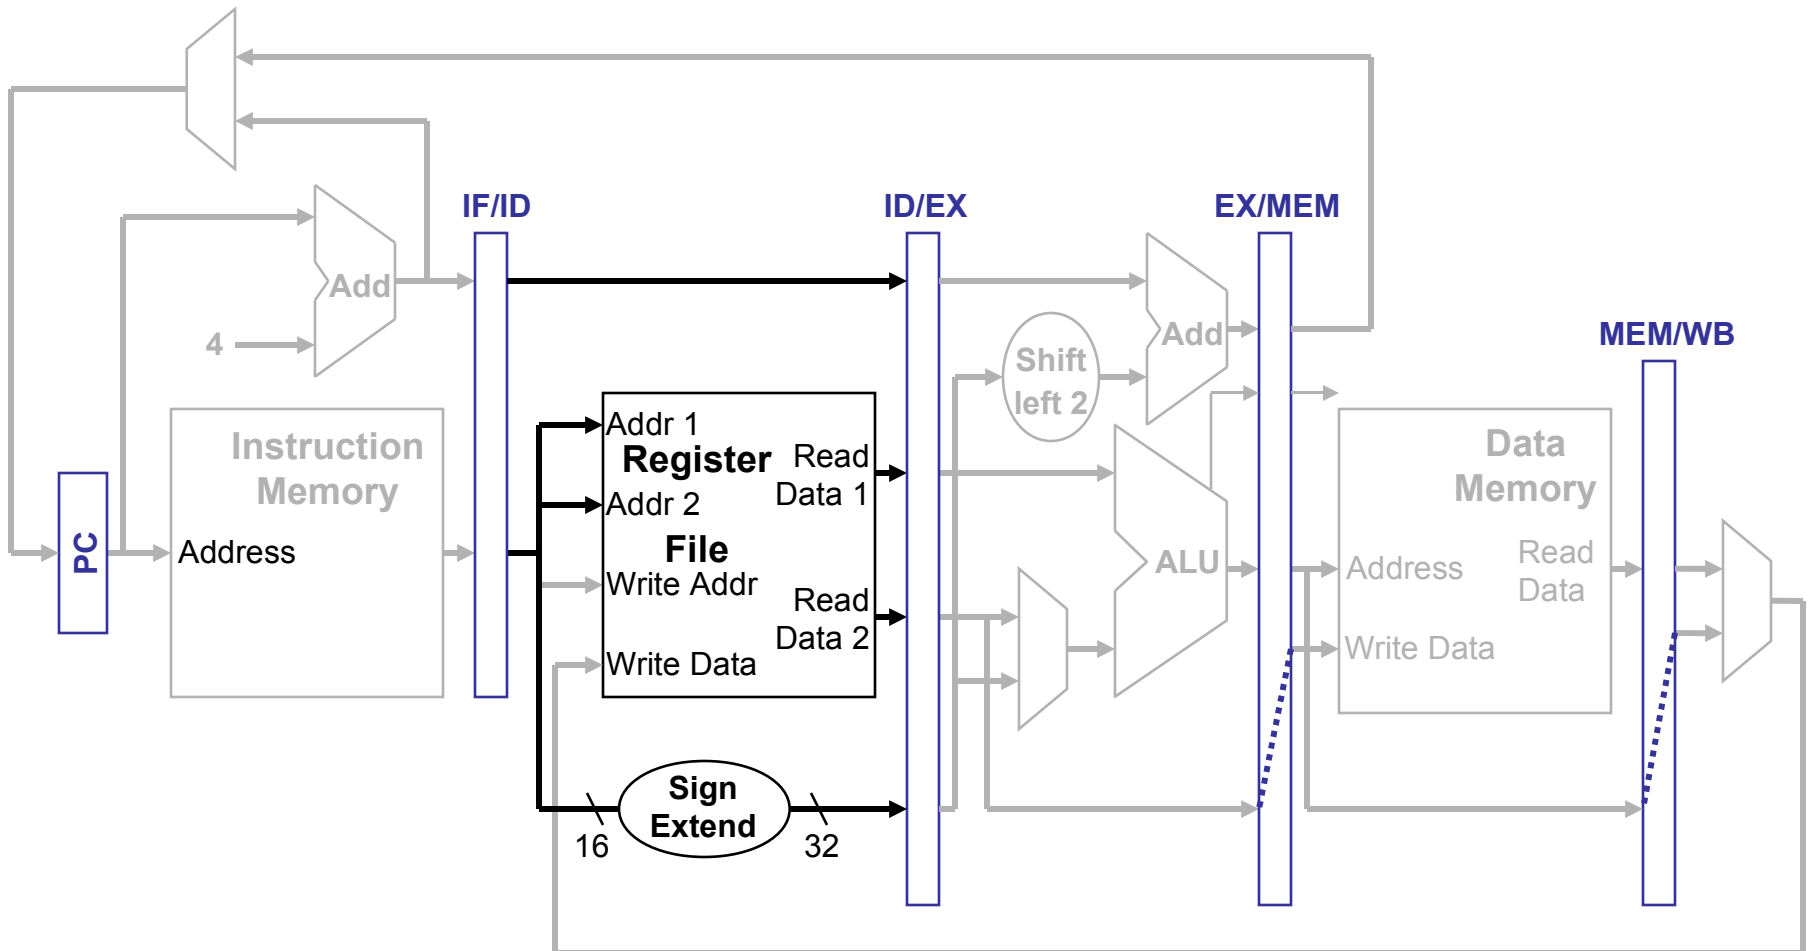 IF/ID
ID/EX
EX/MEM
MEM/WB
Add
4
PC
Instruction
Memory
Address
Addr 1
Register
Read
Data 1
Addr 2
File
Write Addr
Read
Data 2
Write Data
Sign
Extend
16
32
Shift
left 2
Add
ALU
Data
Memory
Address
Read
Data
Write Data